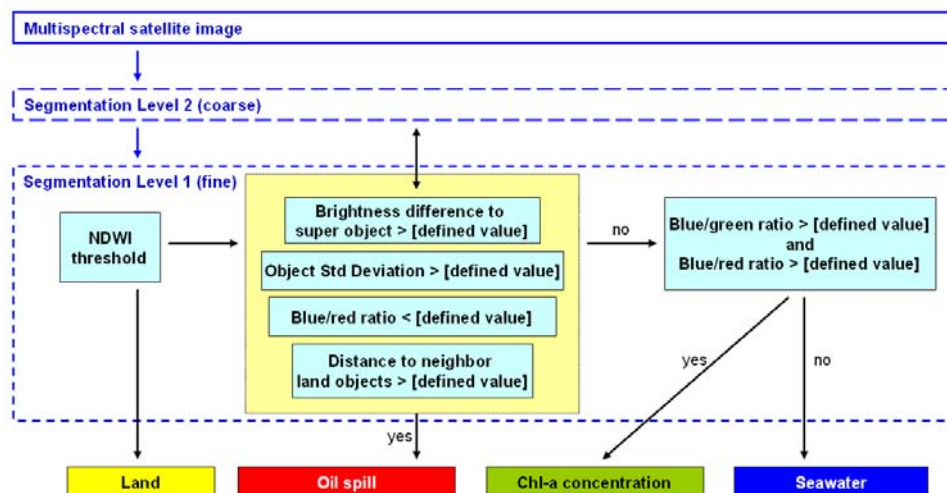 Multispectral satellite image
Segmentation Level 2 (coarse)
Segmentation Level 1 (fine)
NDWI
threshold
Brightness difference to
super object > [defined value]
Object Std Deviation > [defined value]
Blue/red ratio < [defined value]
Distance to neighbor
land objects > [defined value]
no
Blue/green ratio > [defined value]
and
Blue/red ratio > [defined value]
yes
yes
no
Land
Oil spill
Chl-a concentration
Seawater